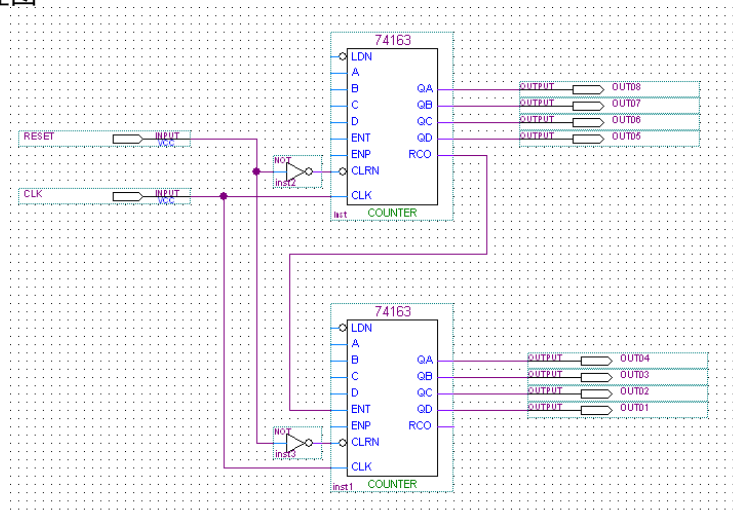 74163
LDN
A
B QA OUTPUT OUT08
C QB OUTPUT OUT07
D QC OUTPUT OUT06
RESET INPUT VCC ENT QD OUTPUT OUT05
NOT ENP RCO
inst2 CLRN
CLK INPUT VCC CLK
inst COUNTER
74163
LDN
A
B QA OUTPUT OUT04
C QB OUTPUT OUT03
D QC OUTPUT OUT02
ENT QD OUTPUT OUT01
NOT ENP RCO
inst3 CLRN
CLK
inst1 COUNTER